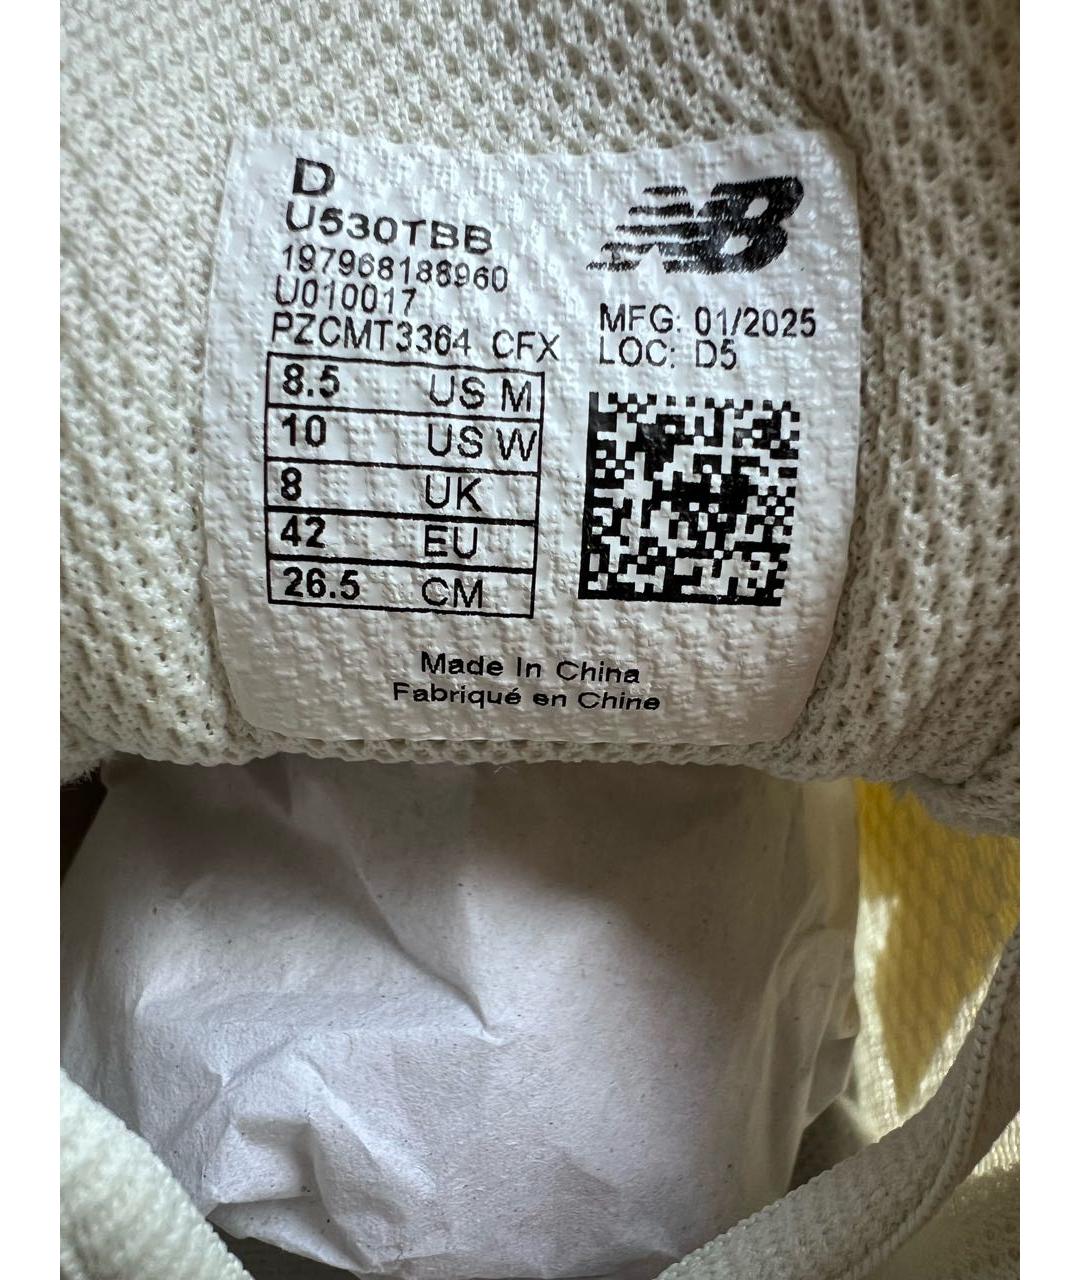 D
U530TBB
197968188960
U010017
PZCMT3364 CFX
NB
MFG: 01/2025
LOC: D5
8.5 US M
10 US W
8 UK
42 EU
26.5 CM
Made In China
Fabriqué en Chine